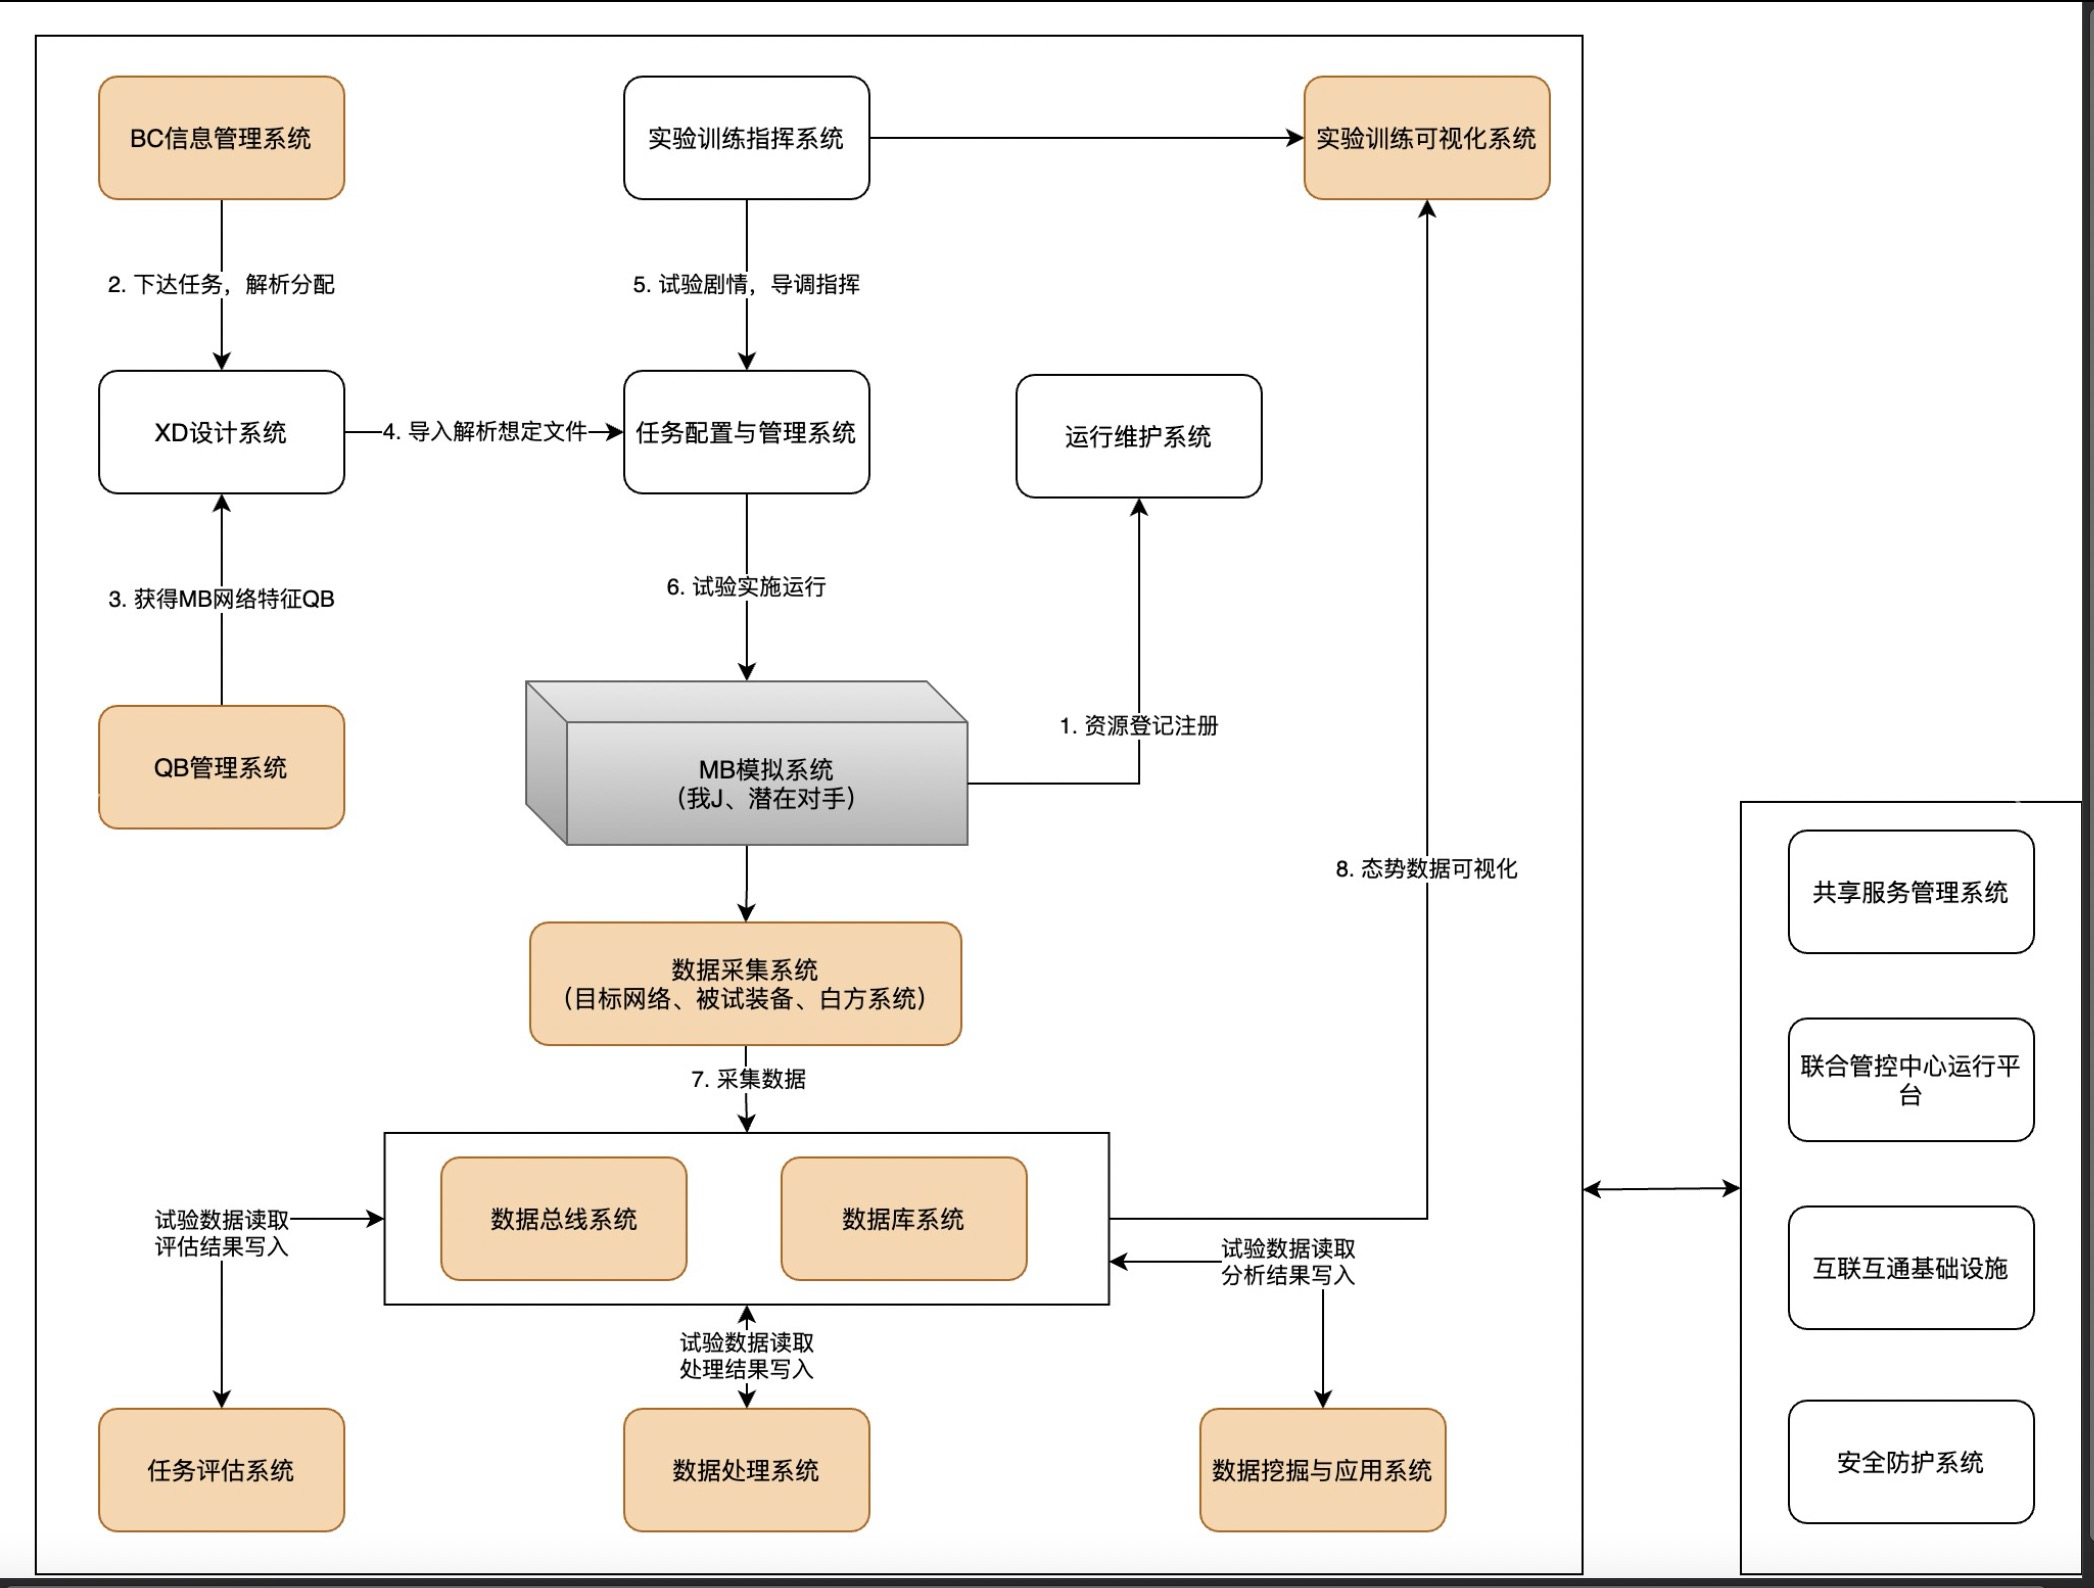 BC信息管理系统
实验训练指挥系统
实验训练可视化系统
2. 下达任务，解析分配
5. 试验剧情，导调指挥
XD设计系统
4. 导入解析想定文件
任务配置与管理系统
运行维护系统
3. 获得MB网络特征QB
6. 试验实施运行
1. 资源登记注册
QB管理系统
MB模拟系统
（我J、潜在对手）
8. 态势数据可视化
数据采集系统
（目标网络、被试装备、白方系统）
7. 采集数据
数据总线系统
数据库系统
试验数据读取
评估结果写入
试验数据读取
分析结果写入
试验数据读取
处理结果写入
任务评估系统
数据处理系统
数据挖掘与应用系统
共享服务管理系统
联合管控中心运行平
台
互联互通基础设施
安全防护系统